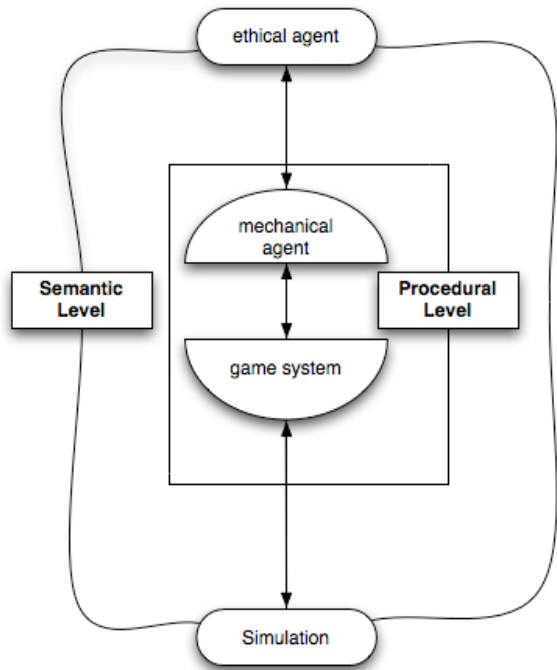 ethical agent
mechanical
agent
Semantic
Level
Procedural
Level
game system
Simulation